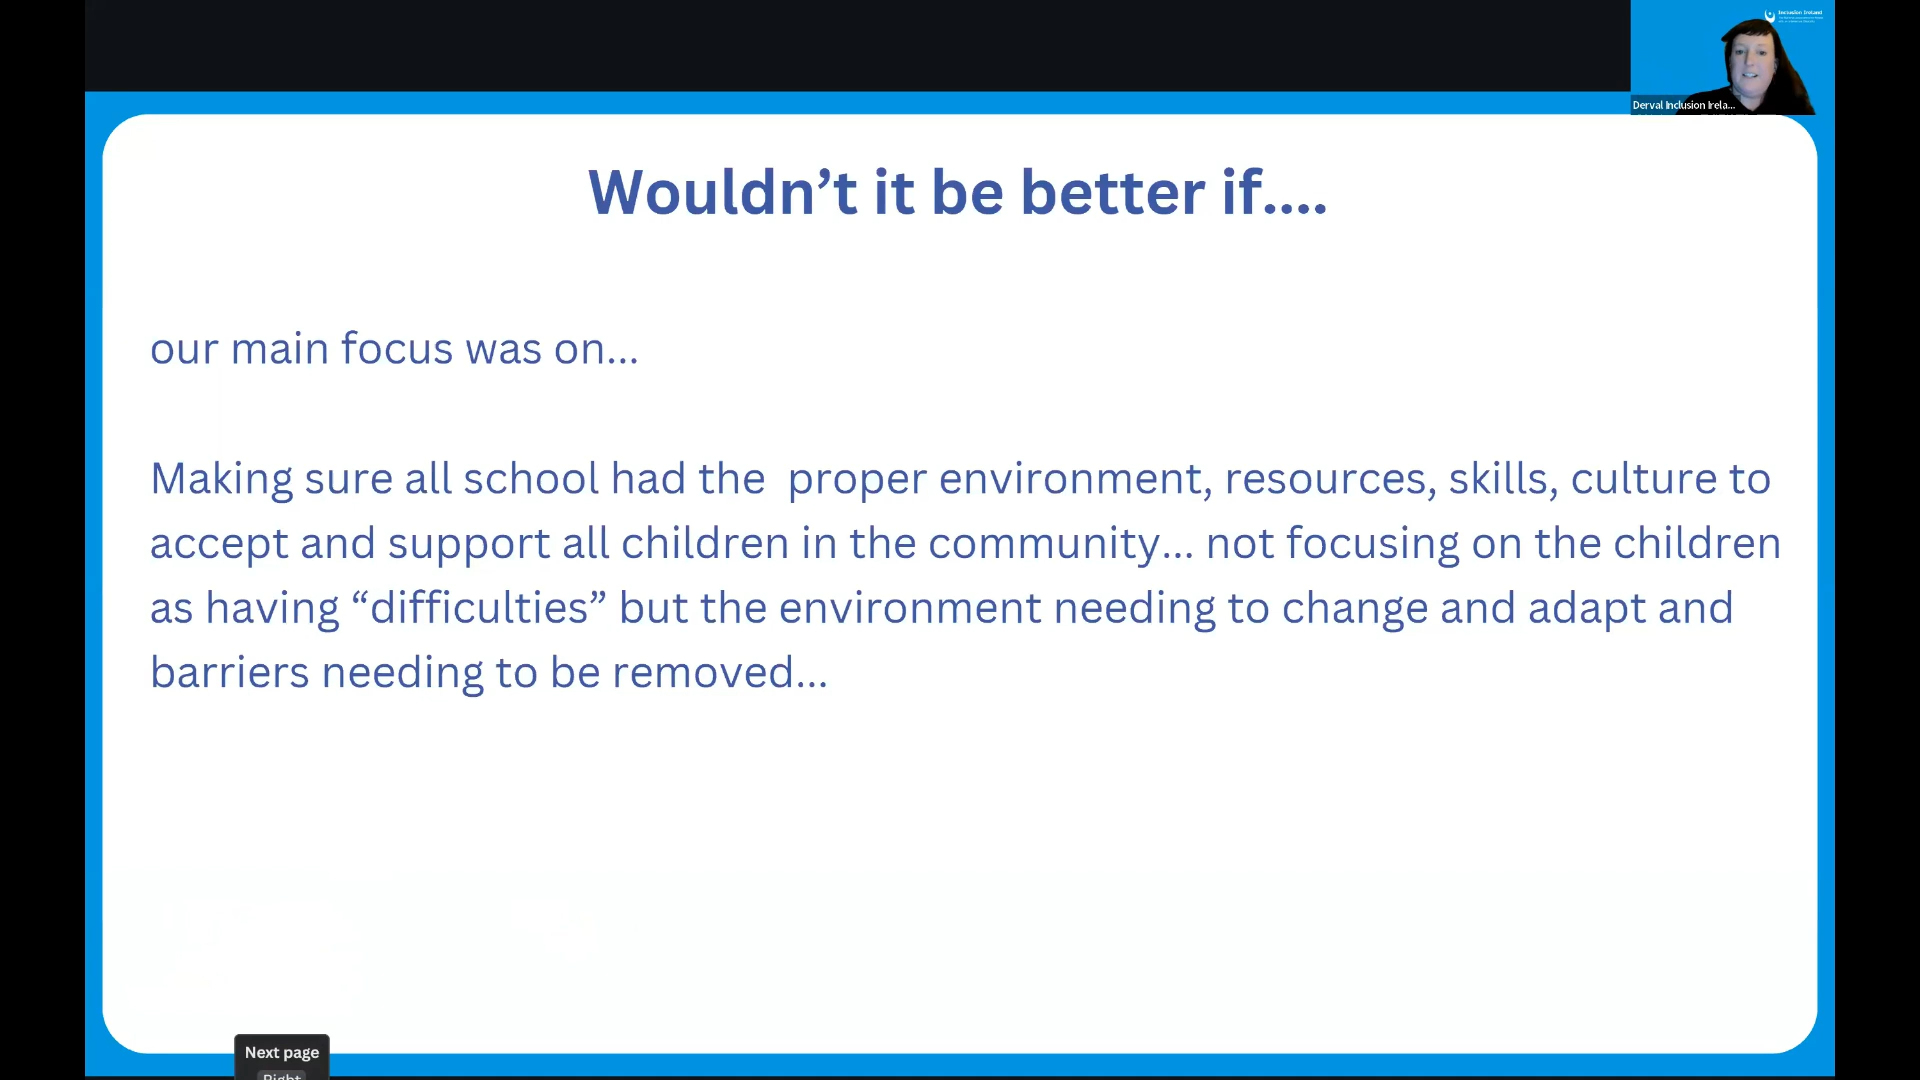 Inclusion Ireland
Derval Inclusion Irela...
Wouldn’t it be better if....
our main focus was on...
Making sure all school had the  proper environment, resources, skills, culture to
accept and support all children in the community... not focusing on the children
as having “difficulties” but the environment needing to change and adapt and
barriers needing to be removed...
Next page
Right